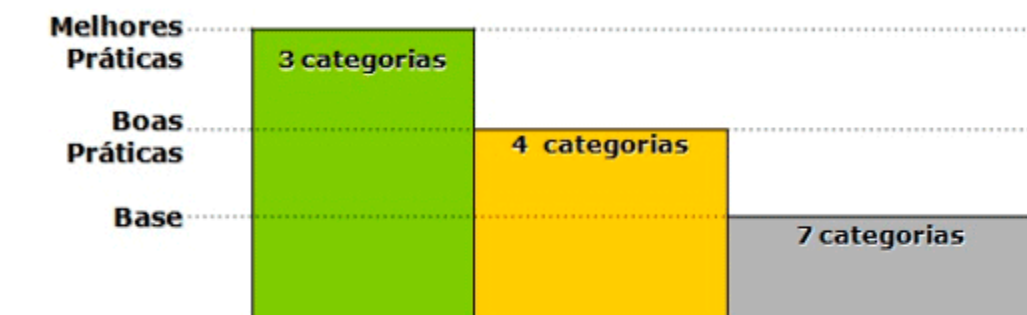 Melhores
Práticas
3 categorias
Boas
Práticas
4 categorias
Base
7 categorias